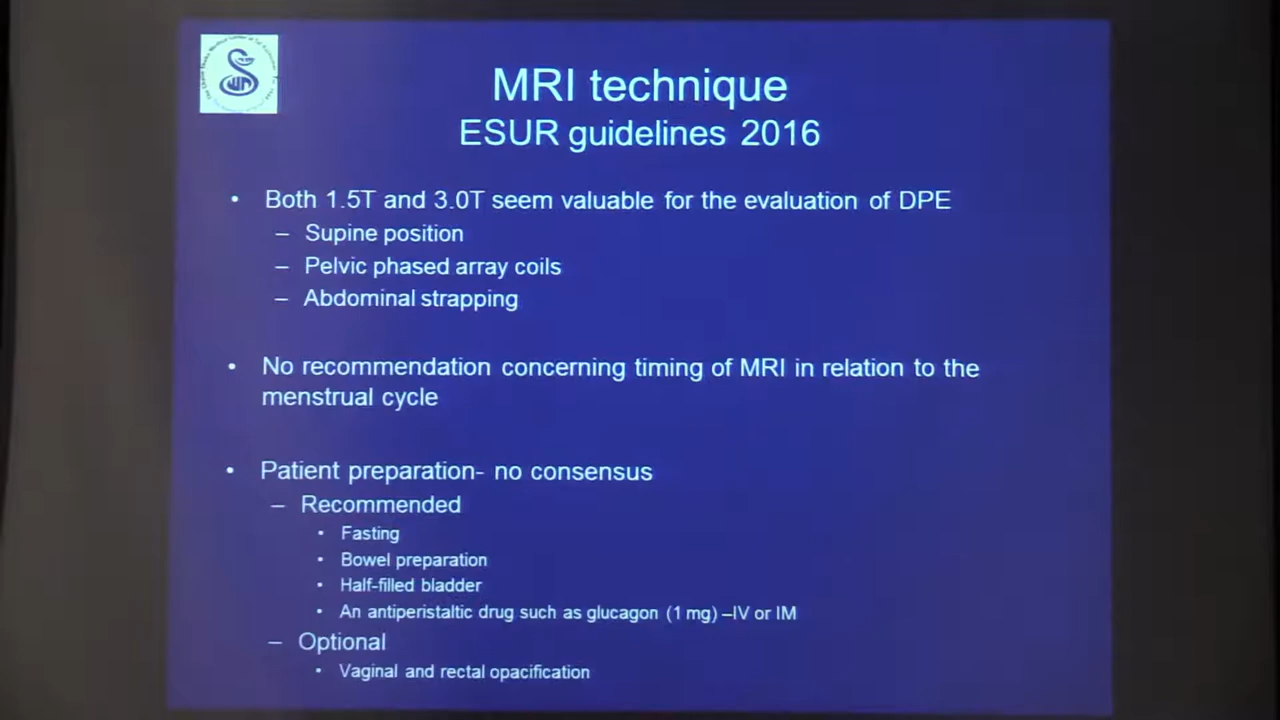 MRI technique
ESUR guidelines 2016
• Both 1.5T and 3.0T seem valuable for the evaluation of DPE
– Supine position
– Pelvic phased array coils
– Abdominal strapping
• No recommendation concerning timing of MRI in relation to the
menstrual cycle
• Patient preparation- no consensus
– Recommended
• Fasting
• Bowel preparation
• Half-filled bladder
• An antiperistaltic drug such as glucagon (1 mg) –IV or IM
– Optional
• Vaginal and rectal opacification